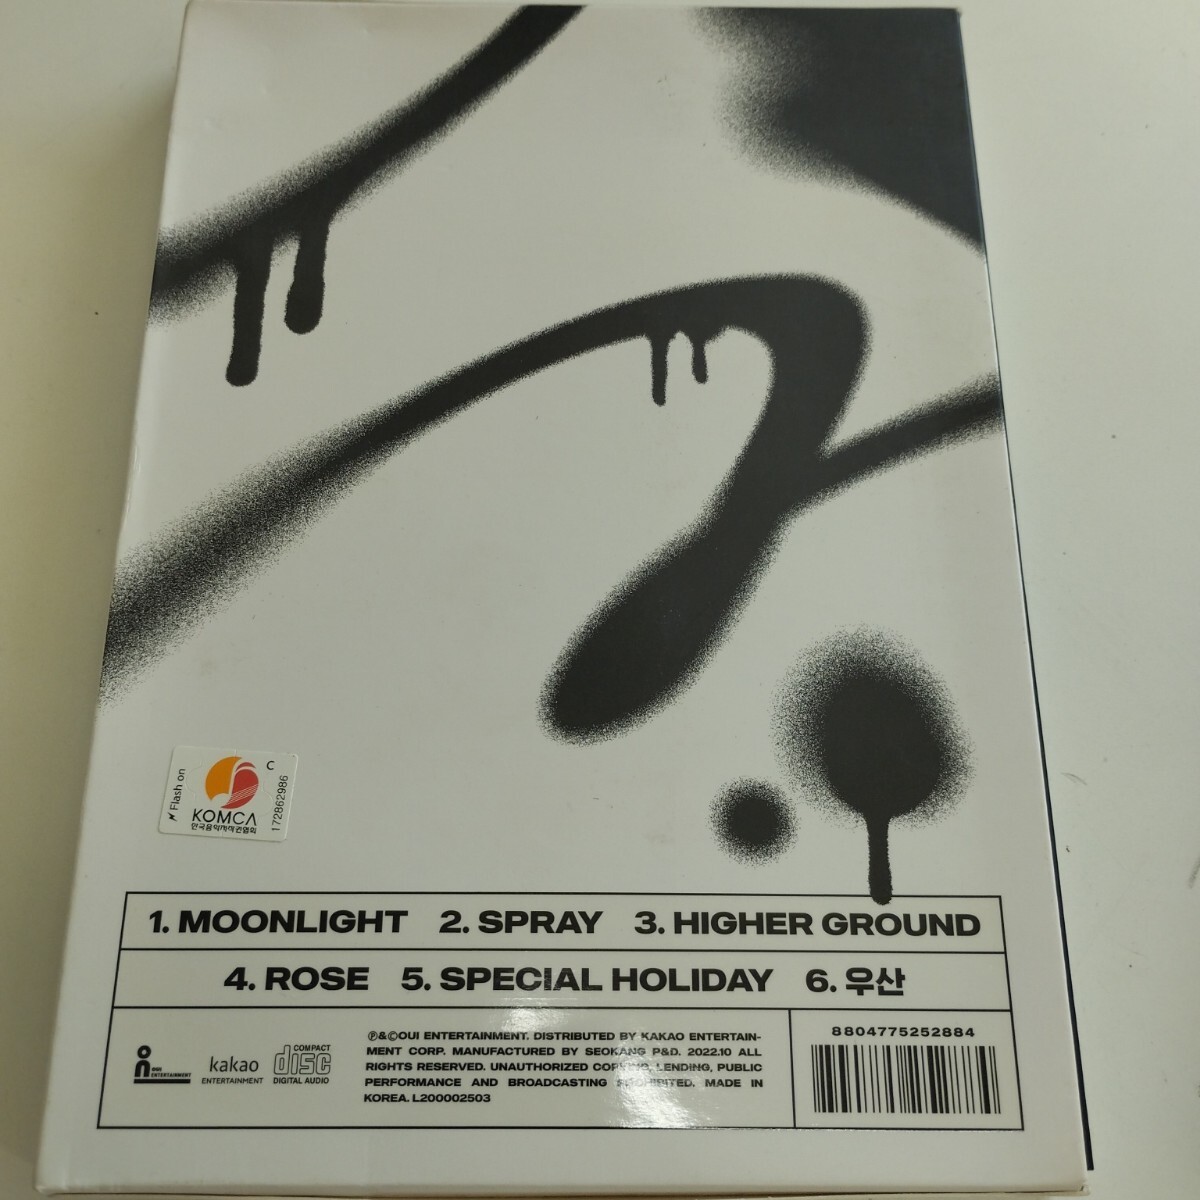 Flash on
C
KOMCA
한국음악저작권협회
172862986
1. MOONLIGHT 2. SPRAY 3. HIGHER GROUND
4. ROSE 5. SPECIAL HOLIDAY 6. 우산
OUI
ENTERTAINMENT
kakao
ENTERTAINMENT
COMPACT
disc
DIGITAL AUDIO
℗&©OUI ENTERTAINMENT. DISTRIBUTED BY KAKAO ENTERTAIN-
MENT CORP. MANUFACTURED BY SEOKANG P&D. 2022.10 ALL
RIGHTS RESERVED. UNAUTHORIZED COPYING, LENDING, PUBLIC
PERFORMANCE AND BROADCASTING PROHIBITED. MADE IN
KOREA. L200002503
8804775252884